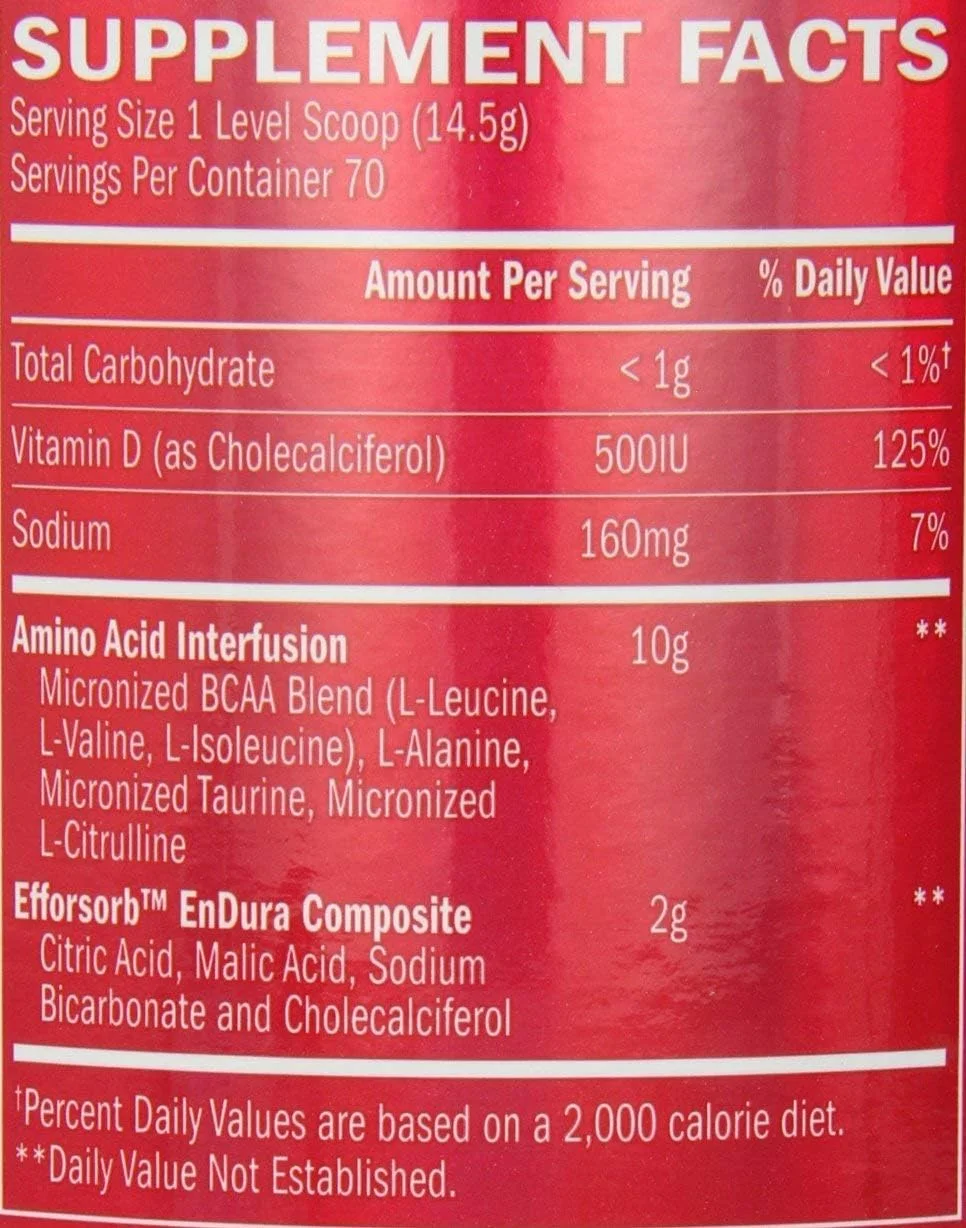 SUPPLEMENT FACTS
Serving Size 1 Level Scoop (14.5g)
Servings Per Container 70
Amount Per Serving % Daily Value
Total Carbohydrate < 1g < 1%†
Vitamin D (as Cholecalciferol) 500IU 125%
Sodium 160mg 7%
Amino Acid Interfusion 10g **
Micronized BCAA Blend (L-Leucine,
L-Valine, L-Isoleucine), L-Alanine,
Micronized Taurine, Micronized
L-Citrulline
Efforsorb™ EnDura Composite 2g **
Citric Acid, Malic Acid, Sodium
Bicarbonate and Cholecalciferol
†Percent Daily Values are based on a 2,000 calorie diet.
**Daily Value Not Established.